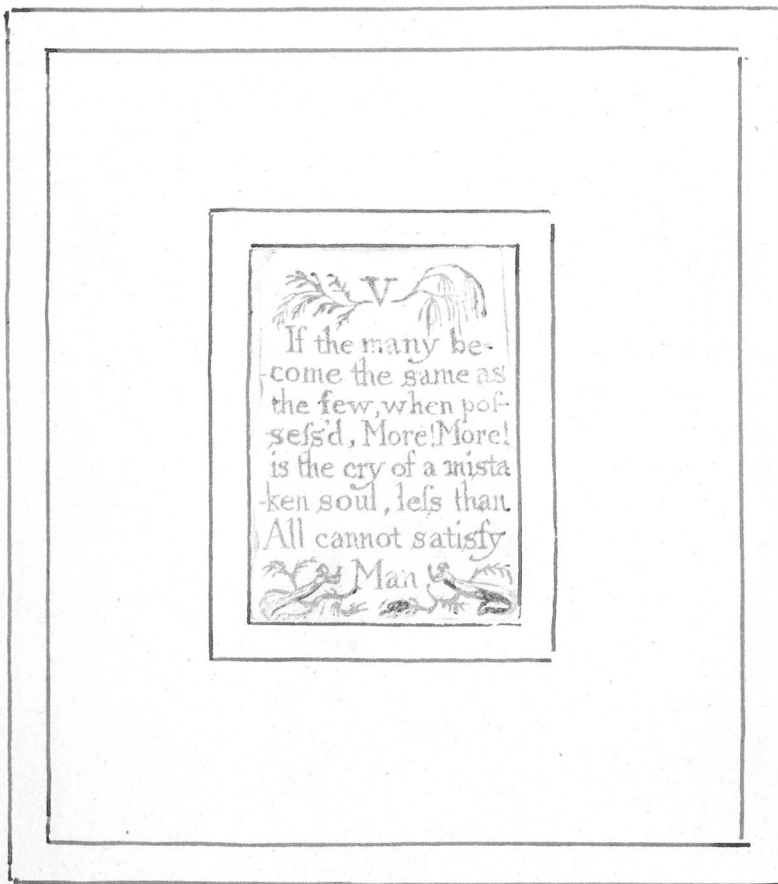 V
If the many be-
-come the same as
the few, when pof-
-sefs'd, More! More!
is the cry of a mista
-ken soul, lefs than
All cannot satisfy
Man